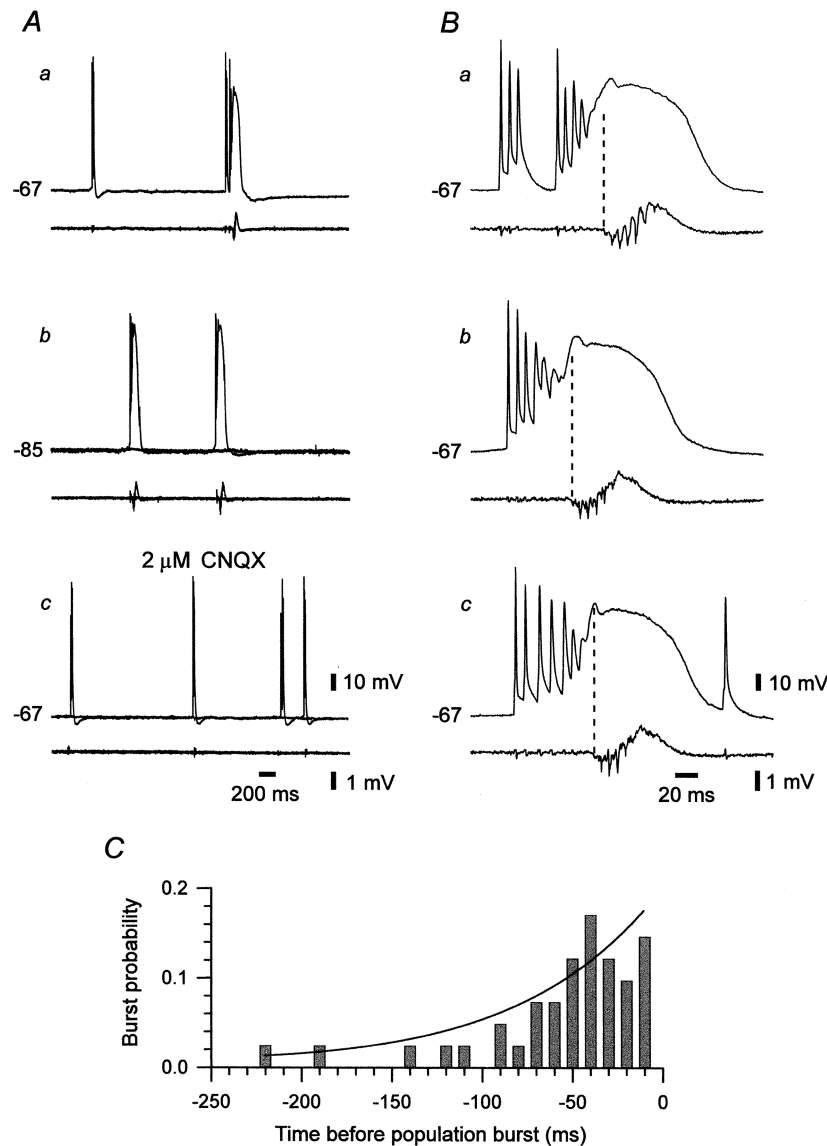 A
a
-67
b
-85
2 μM CNQX
c
-67
10 mV
1 mV
200 ms
B
a
-67
b
-67
c
-67
10 mV
1 mV
20 ms
C
Burst probability
0.2
0.1
0.0
-250 -200 -150 -100 -50 0
Time before population burst (ms)